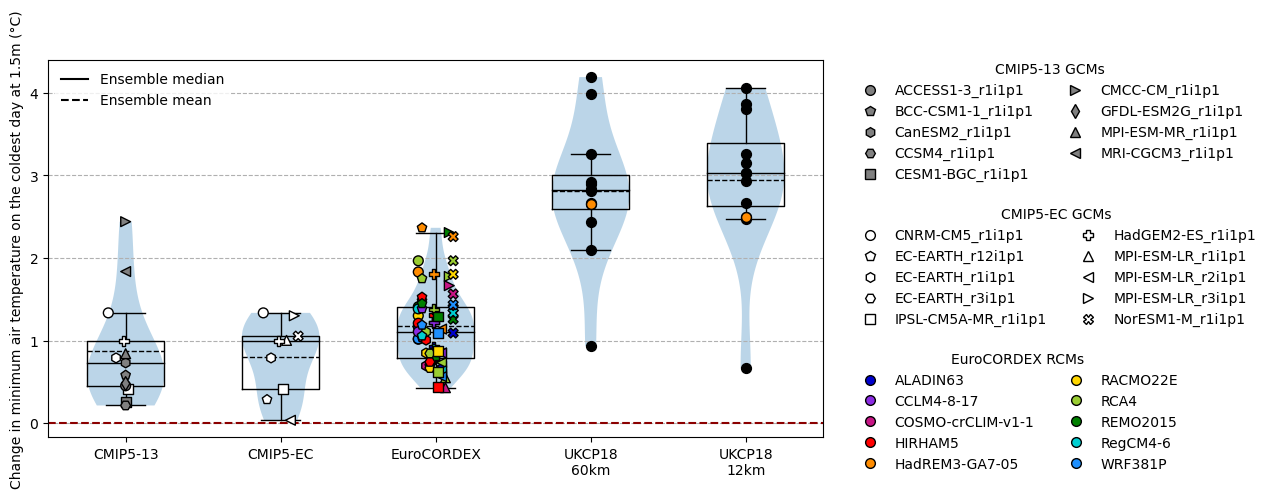 Change in minimum air temperature on the coldest day at 1.5m (°C)
4
3
2
1
0
Ensemble median
Ensemble mean
CMIP5-13
CMIP5-EC
EuroCORDEX
UKCP18
60km
UKCP18
12km
CMIP5-13 GCMs
ACCESS1-3_r1i1p1
BCC-CSM1-1_r1i1p1
CanESM2_r1i1p1
CCSM4_r1i1p1
CESM1-BGC_r1i1p1
CMCC-CM_r1i1p1
GFDL-ESM2G_r1i1p1
MPI-ESM-MR_r1i1p1
MRI-CGCM3_r1i1p1
CMIP5-EC GCMs
CNRM-CM5_r1i1p1
EC-EARTH_r12i1p1
EC-EARTH_r1i1p1
EC-EARTH_r3i1p1
IPSL-CM5A-MR_r1i1p1
HadGEM2-ES_r1i1p1
MPI-ESM-LR_r1i1p1
MPI-ESM-LR_r2i1p1
MPI-ESM-LR_r3i1p1
NorESM1-M_r1i1p1
EuroCORDEX RCMs
ALADIN63
CCLM4-8-17
COSMO-crCLIM-v1-1
HIRHAM5
HadREM3-GA7-05
RACMO22E
RCA4
REMO2015
RegCM4-6
WRF381P